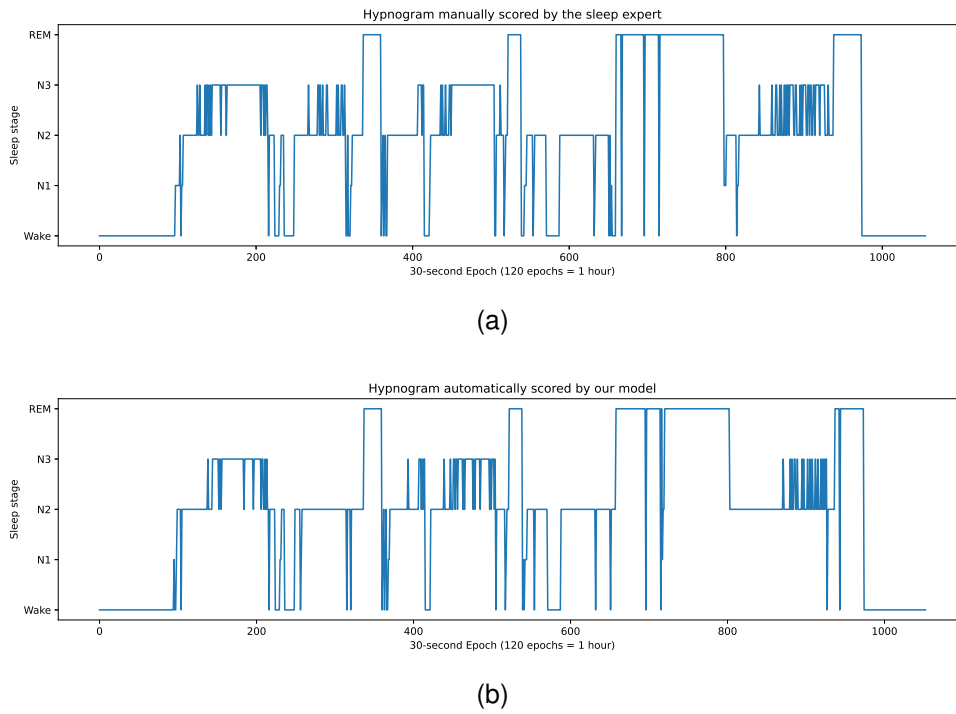 Hypnogram manually scored by the sleep expert
REM
N3
N2
N1
Wake
Sleep stage
0 200 400 600 800 1000
30-second Epoch (120 epochs = 1 hour)
(a)
Hypnogram automatically scored by our model
REM
N3
N2
N1
Wake
Sleep stage
0 200 400 600 800 1000
30-second Epoch (120 epochs = 1 hour)
(b)